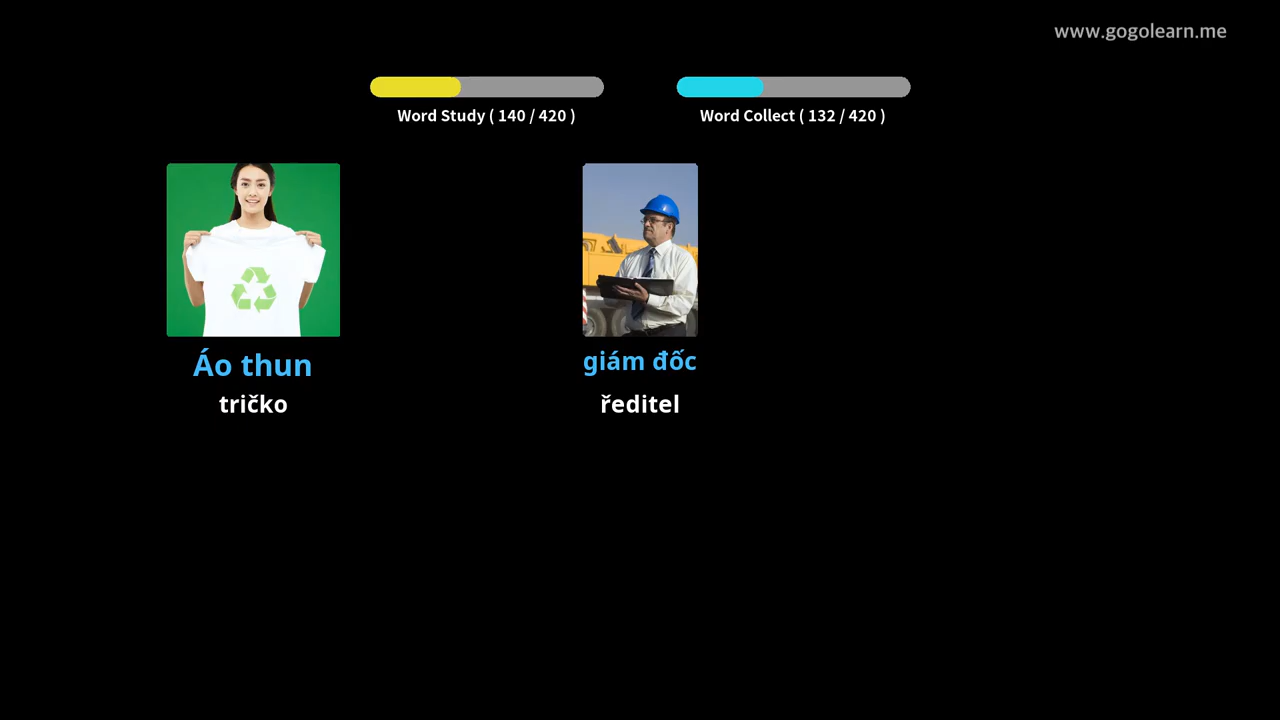 www.gogolearn.me
Word Study ( 140 / 420 )
Word Collect ( 132 / 420 )
Áo thun
tričko
giám đốc
ředitel